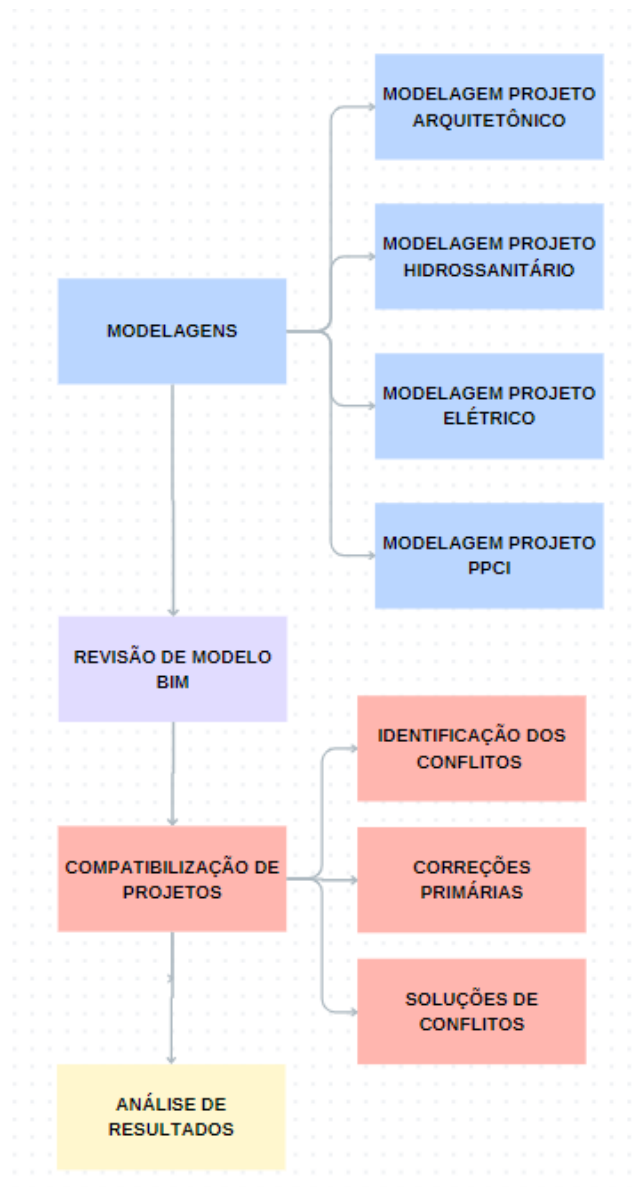 MODELAGEM PROJETO
ARQUITETÔNICO
MODELAGEM PROJETO
HIDROSSANITÁRIO
MODELAGENS
MODELAGEM PROJETO
ELÉTRICO
MODELAGEM PROJETO
PPCI
REVISÃO DE MODELO
BIM
IDENTIFICAÇÃO DOS
CONFLITOS
COMPATIBILIZAÇÃO DE
PROJETOS
CORREÇÕES
PRIMÁRIAS
SOLUÇÕES DE
CONFLITOS
ANÁLISE DE
RESULTADOS